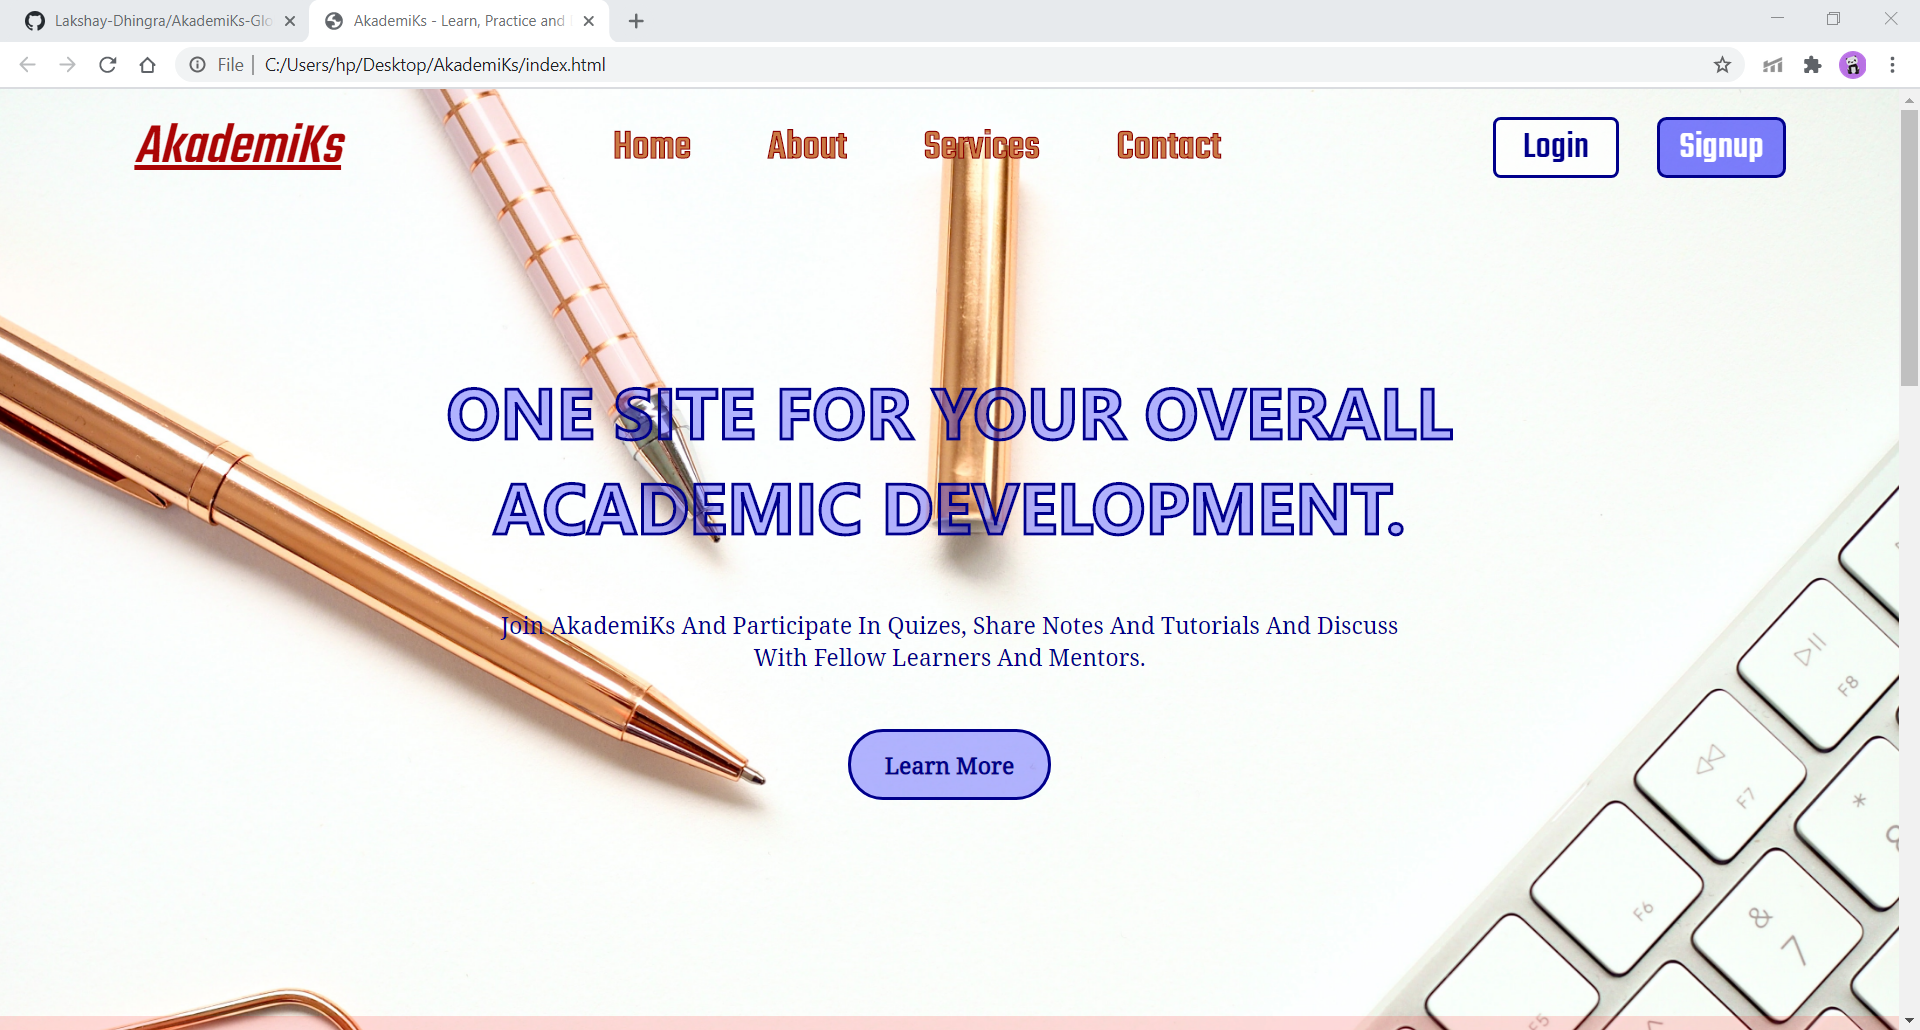 Lakshay-Dhingra/AkademiKs-Glo
AkademiKs - Learn, Practice and
File | C:/Users/hp/Desktop/AkademiKs/index.html
AkademiKs
Home
About
Services
Contact
Login
Signup
ONE SITE FOR YOUR OVERALL
ACADEMIC DEVELOPMENT.
Join AkademiKs And Participate In Quizes, Share Notes And Tutorials And Discuss
With Fellow Learners And Mentors.
Learn More
F8
F7
*
F6
&
7
F5